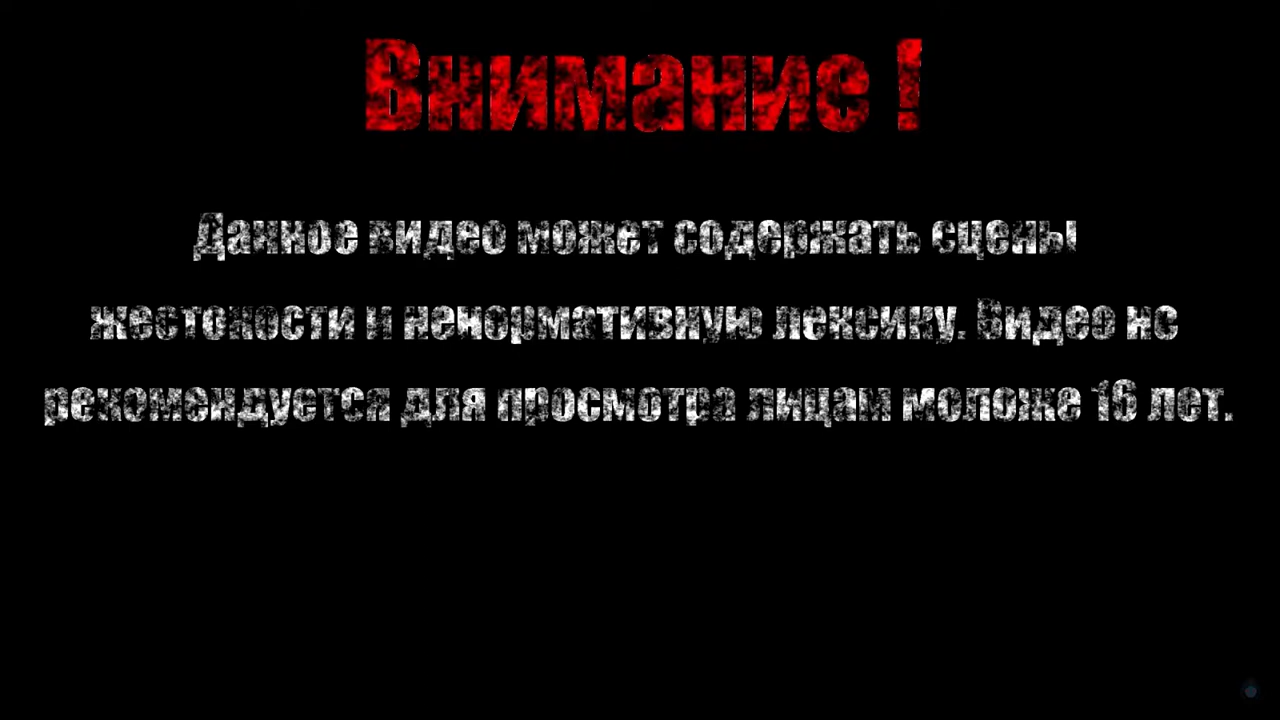 Внимание !
Данное видео может содержать сцены
жестокости и ненормативную лексику. Видео не
рекомендуется для просмотра лицам моложе 16 лет.